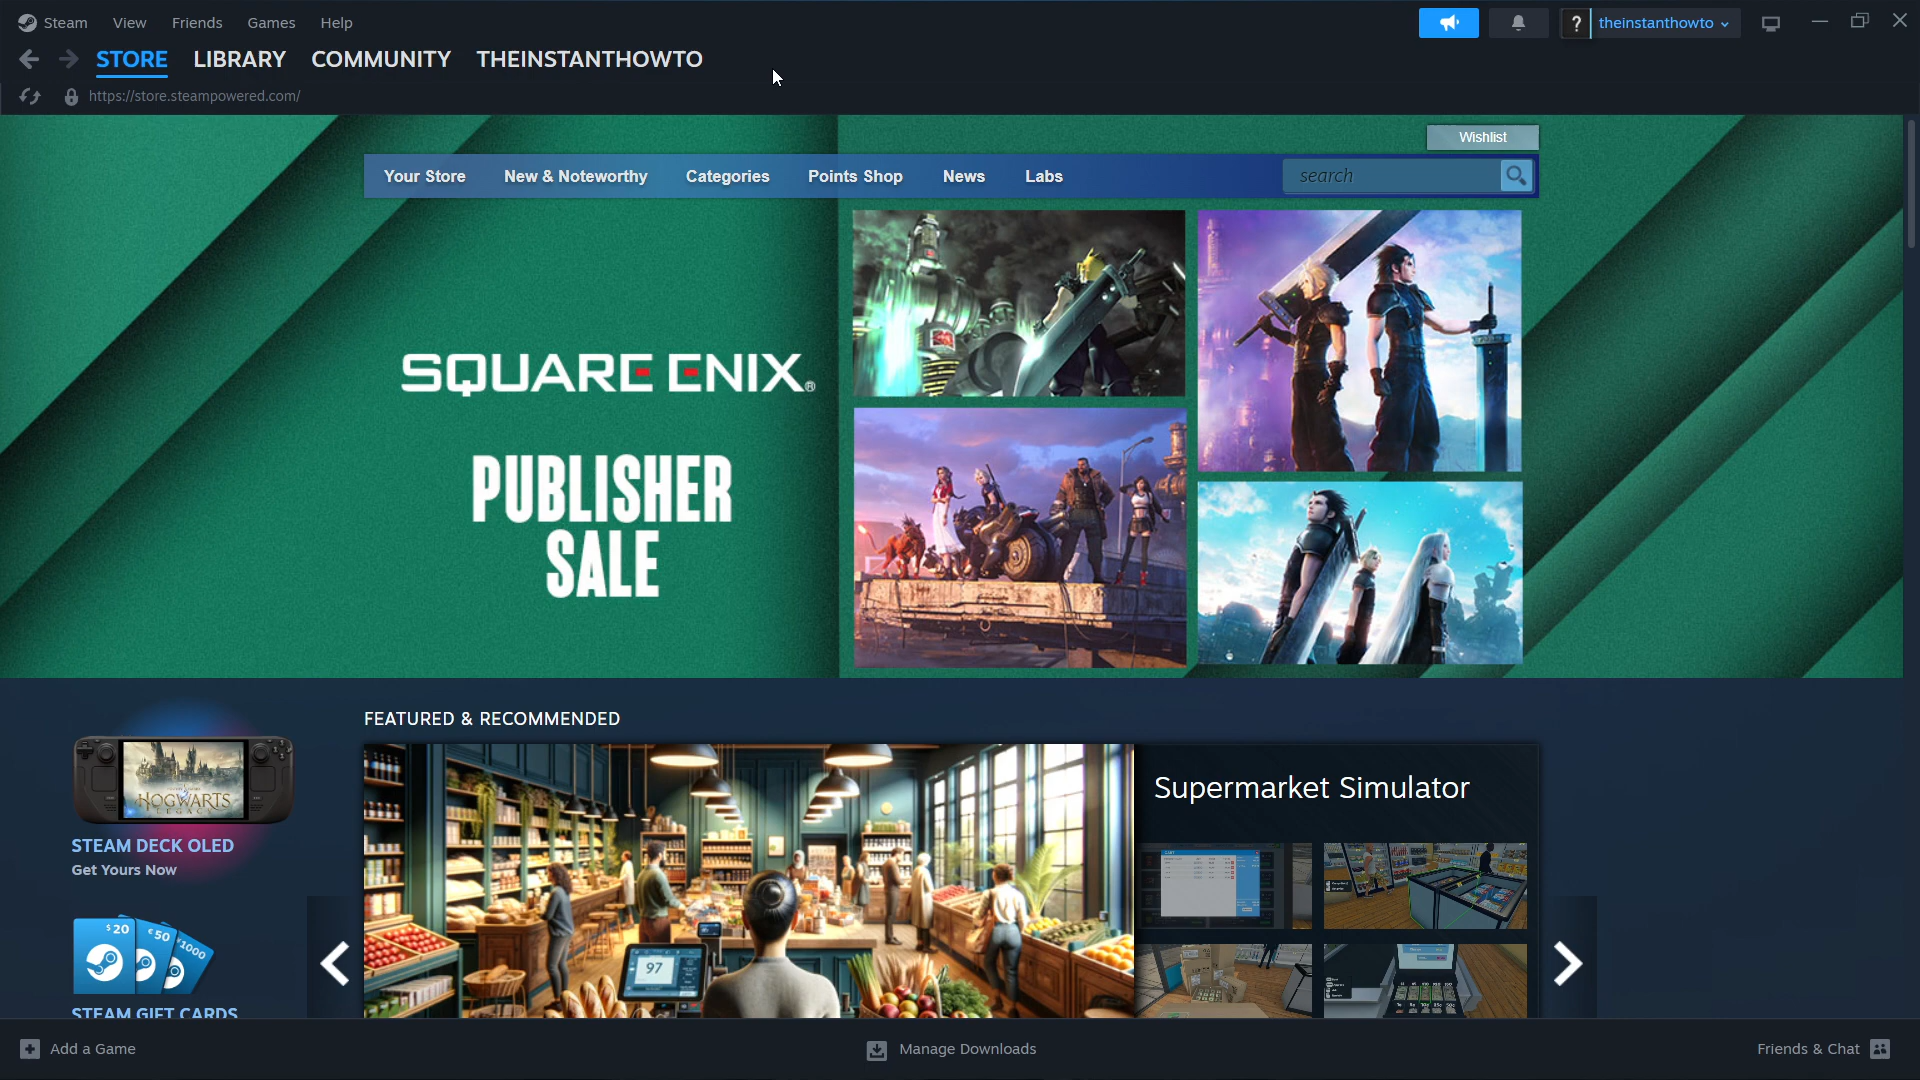 Steam View Friends Games Help
? theinstanthowto
STORE LIBRARY COMMUNITY THEINSTANTHOWTO
https://store.steampowered.com/
Wishlist
Your Store New & Noteworthy Categories Points Shop News Labs search
SQUARE ENIX®
PUBLISHER
SALE
FEATURED & RECOMMENDED
HOGWARTS
LEGACY
STEAM DECK OLED
Get Yours Now
Supermarket Simulator
$20 €50 ¥1000
97
STEAM GIFT CARDS
Add a Game Manage Downloads Friends & Chat